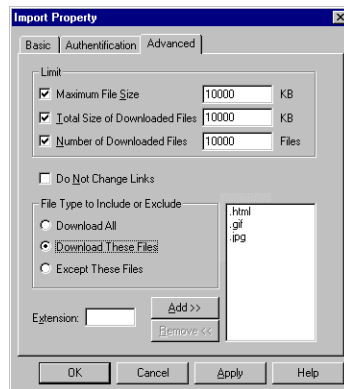 Import Property
Basic Authentification Advanced
Limit
Maximum File Size 10000 KB
Total Size of Downloaded Files 10000 KB
Number of Downloaded Files 10000 Files
Do Not Change Links
File Type to Include or Exclude
Download All
Download These Files
Except These Files
.html
.gif
.jpg
Extension:
Add >>
Remove <<
OK Cancel Apply Help